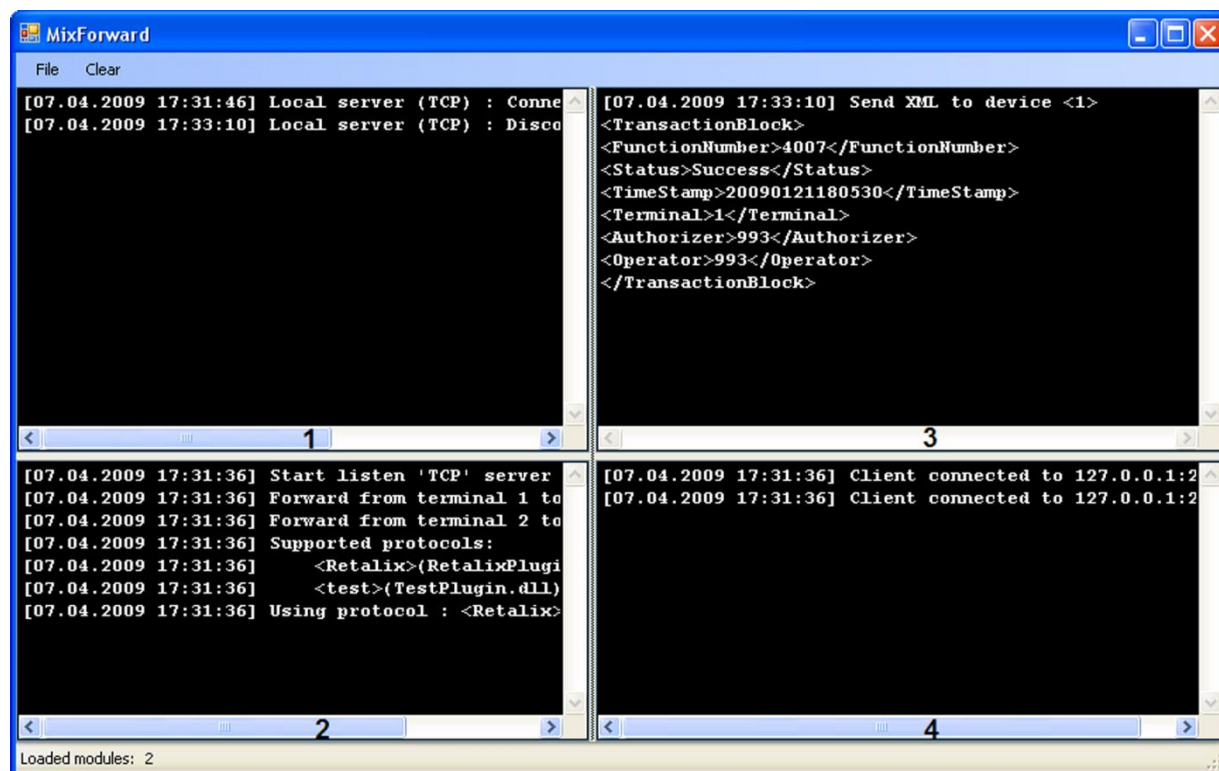 MixForward
File Clear
[07.04.2009 17:31:46] Local server (TCP) : Conne
[07.04.2009 17:33:10] Local server (TCP) : Disco
1
[07.04.2009 17:33:10] Send XML to device <1>
<TransactionBlock>
<FunctionNumber>4007</FunctionNumber>
<Status>Success</Status>
<TimeStamp>20090121180530</TimeStamp>
<Terminal>1</Terminal>
<Authorizer>993</Authorizer>
<Operator>993</Operator>
</TransactionBlock>
3
[07.04.2009 17:31:36] Start listen 'TCP' server
[07.04.2009 17:31:36] Forward from terminal 1 to
[07.04.2009 17:31:36] Forward from terminal 2 to
[07.04.2009 17:31:36] Supported protocols:
[07.04.2009 17:31:36] <Retalix>(RetalixPlugi
[07.04.2009 17:31:36] <test>(TestPlugin.dll)
[07.04.2009 17:31:36] Using protocol : <Retalix>
2
[07.04.2009 17:31:36] Client connected to 127.0.0.1:2
[07.04.2009 17:31:36] Client connected to 127.0.0.1:2
4
Loaded modules: 2